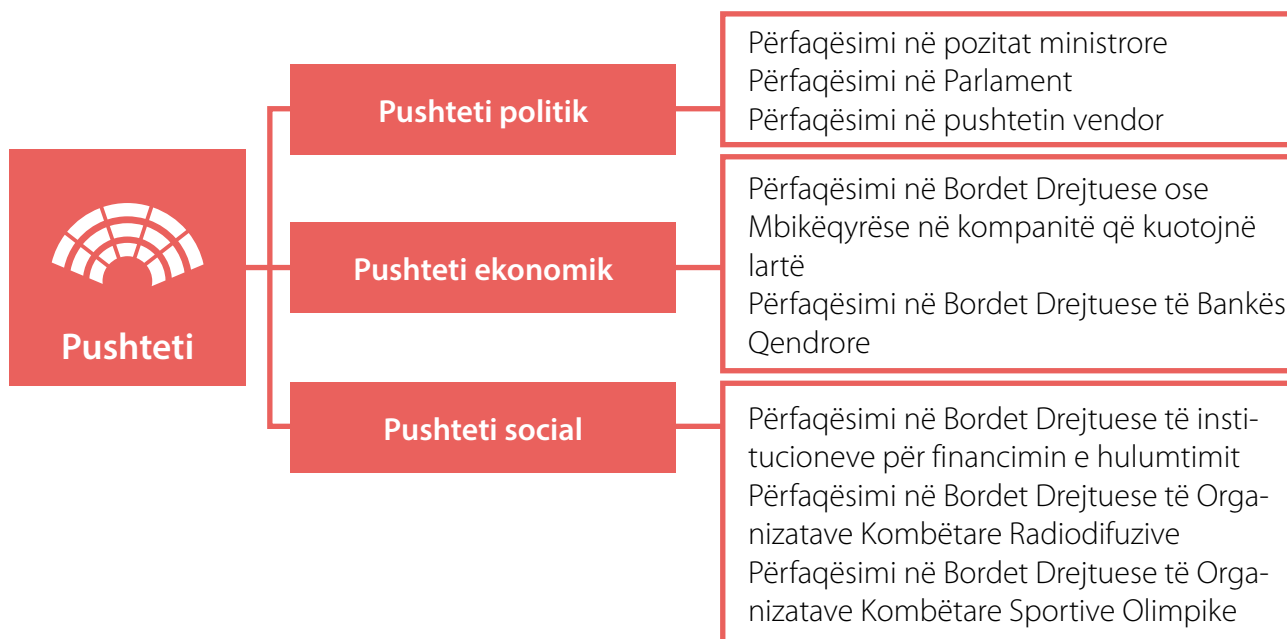 Pushteti
Pushteti politik
Përfaqësimi në pozitat ministrore
Përfaqësimi në Parlament
Përfaqësimi në pushtetin vendor
Pushteti ekonomik
Përfaqësimi në Bordet Drejtuese ose
Mbikëqyrëse në kompanitë që kuotojnë
lartë
Përfaqësimi në Bordet Drejtuese të Bankës
Qendrore
Pushteti social
Përfaqësimi në Bordet Drejtuese të insti-
tucioneve për financimin e hulumtimit
Përfaqësimi në Bordet Drejtuese të Orga-
nizatave Kombëtare Radiodifuzive
Përfaqësimi në Bordet Drejtuese të Orga-
nizatave Kombëtare Sportive Olimpike